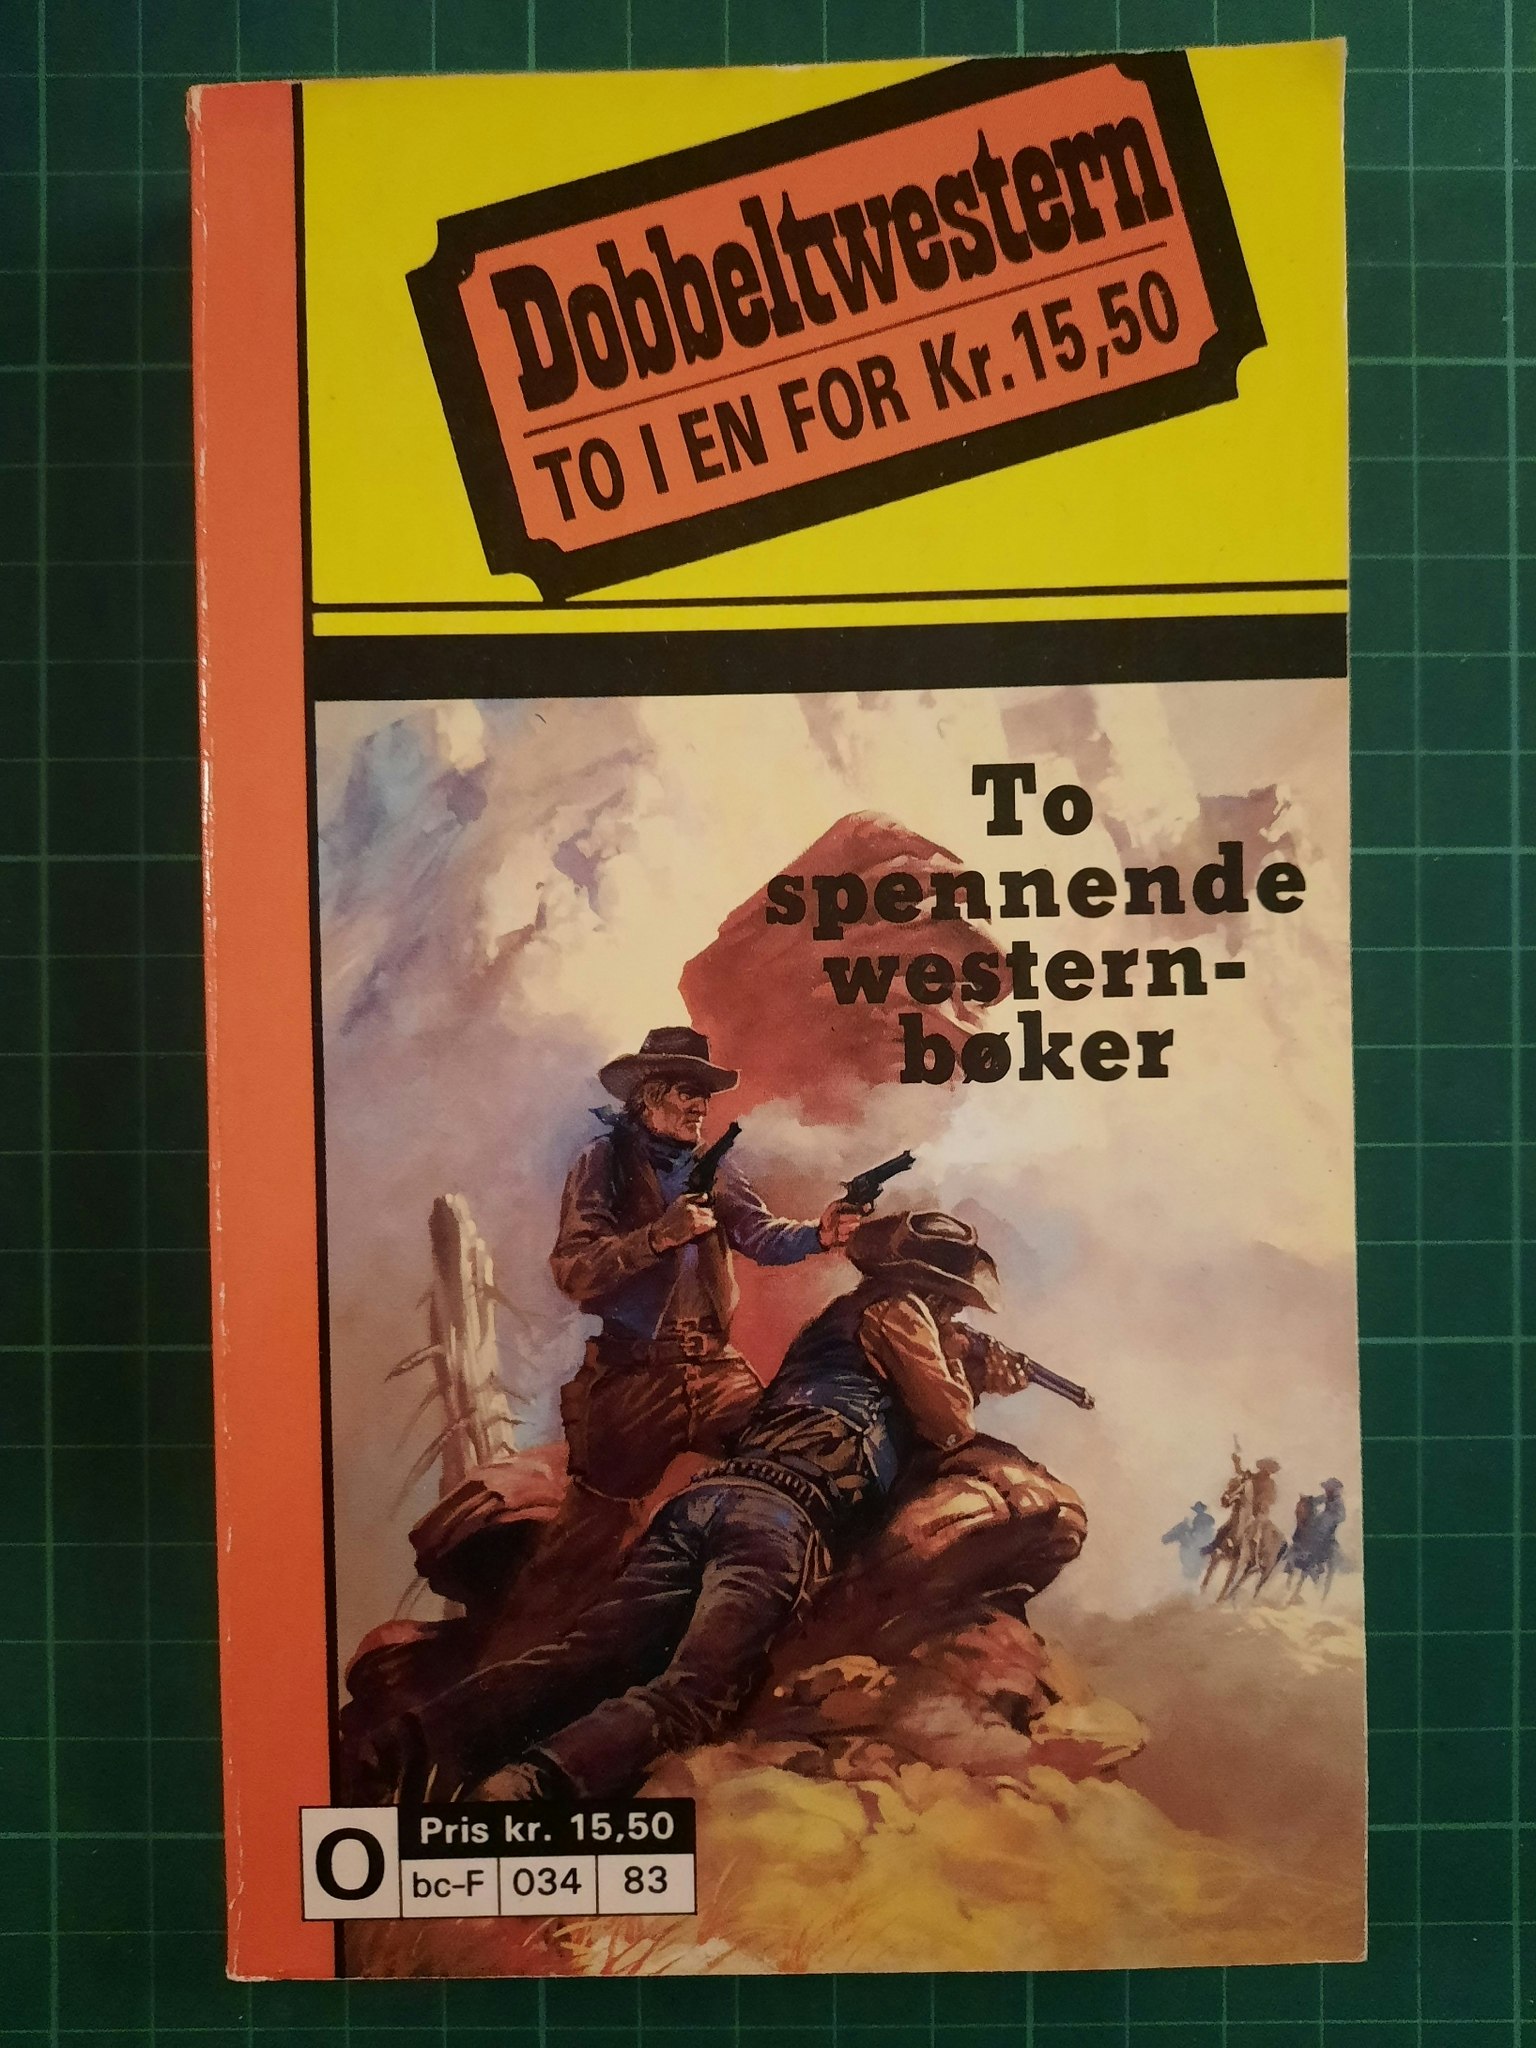 Dobbeltwestern
TO I EN FOR Kr. 15,50
To
spennende
western-
bøker
O
Pris kr. 15,50
bc-F 034 83